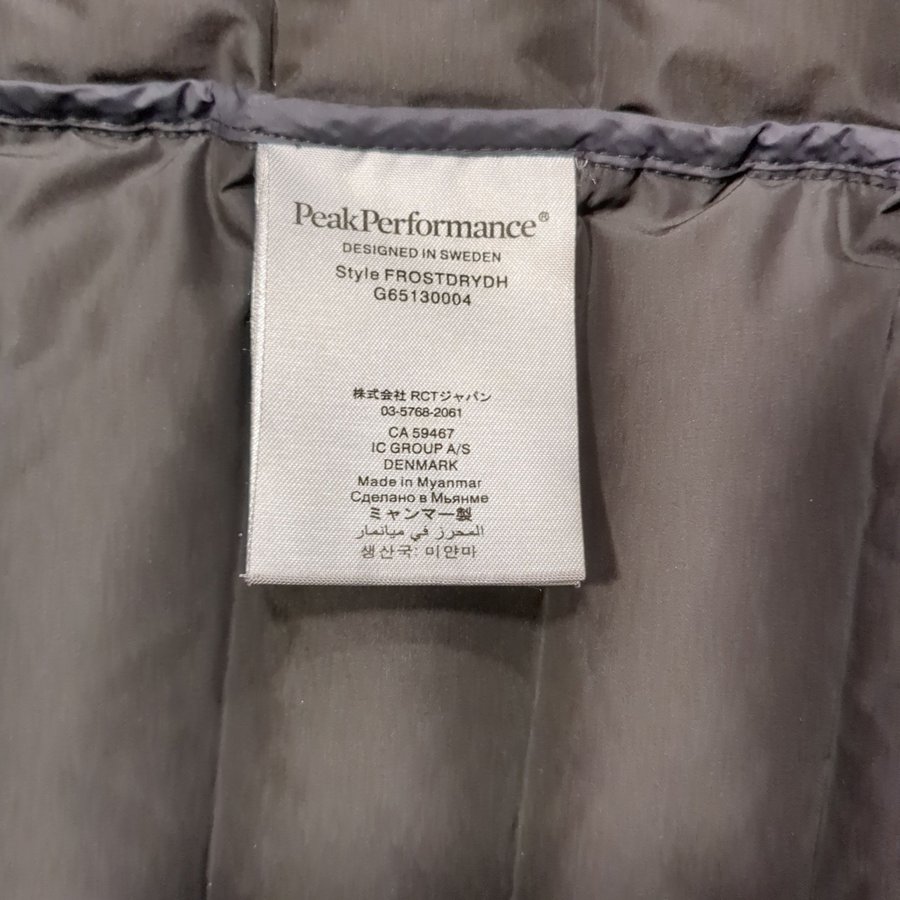 PeakPerformance®
DESIGNED IN SWEDEN
Style FROSTDRYDH
G65130004
株式会社 RCTジャパン
03-5768-2061
CA 59467
IC GROUP A/S
DENMARK
Made in Myanmar
Сделано в Мьянме
ミャンマー製
المحرز في ميانمار
생산국: 미얀마